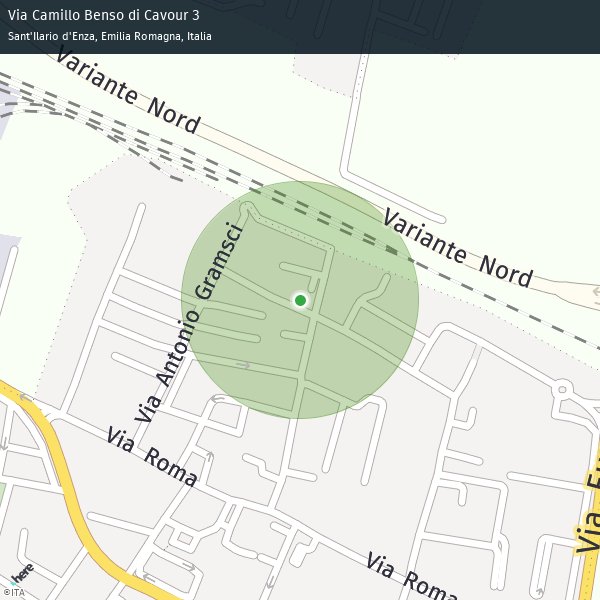 Via Camillo Benso di Cavour 3
Sant'Ilario d'Enza, Emilia Romagna, Italia
Variante Nord
Variante Nord
Via Antonio Gramsci
Via Roma
Via Roma
Via
here
©ITA